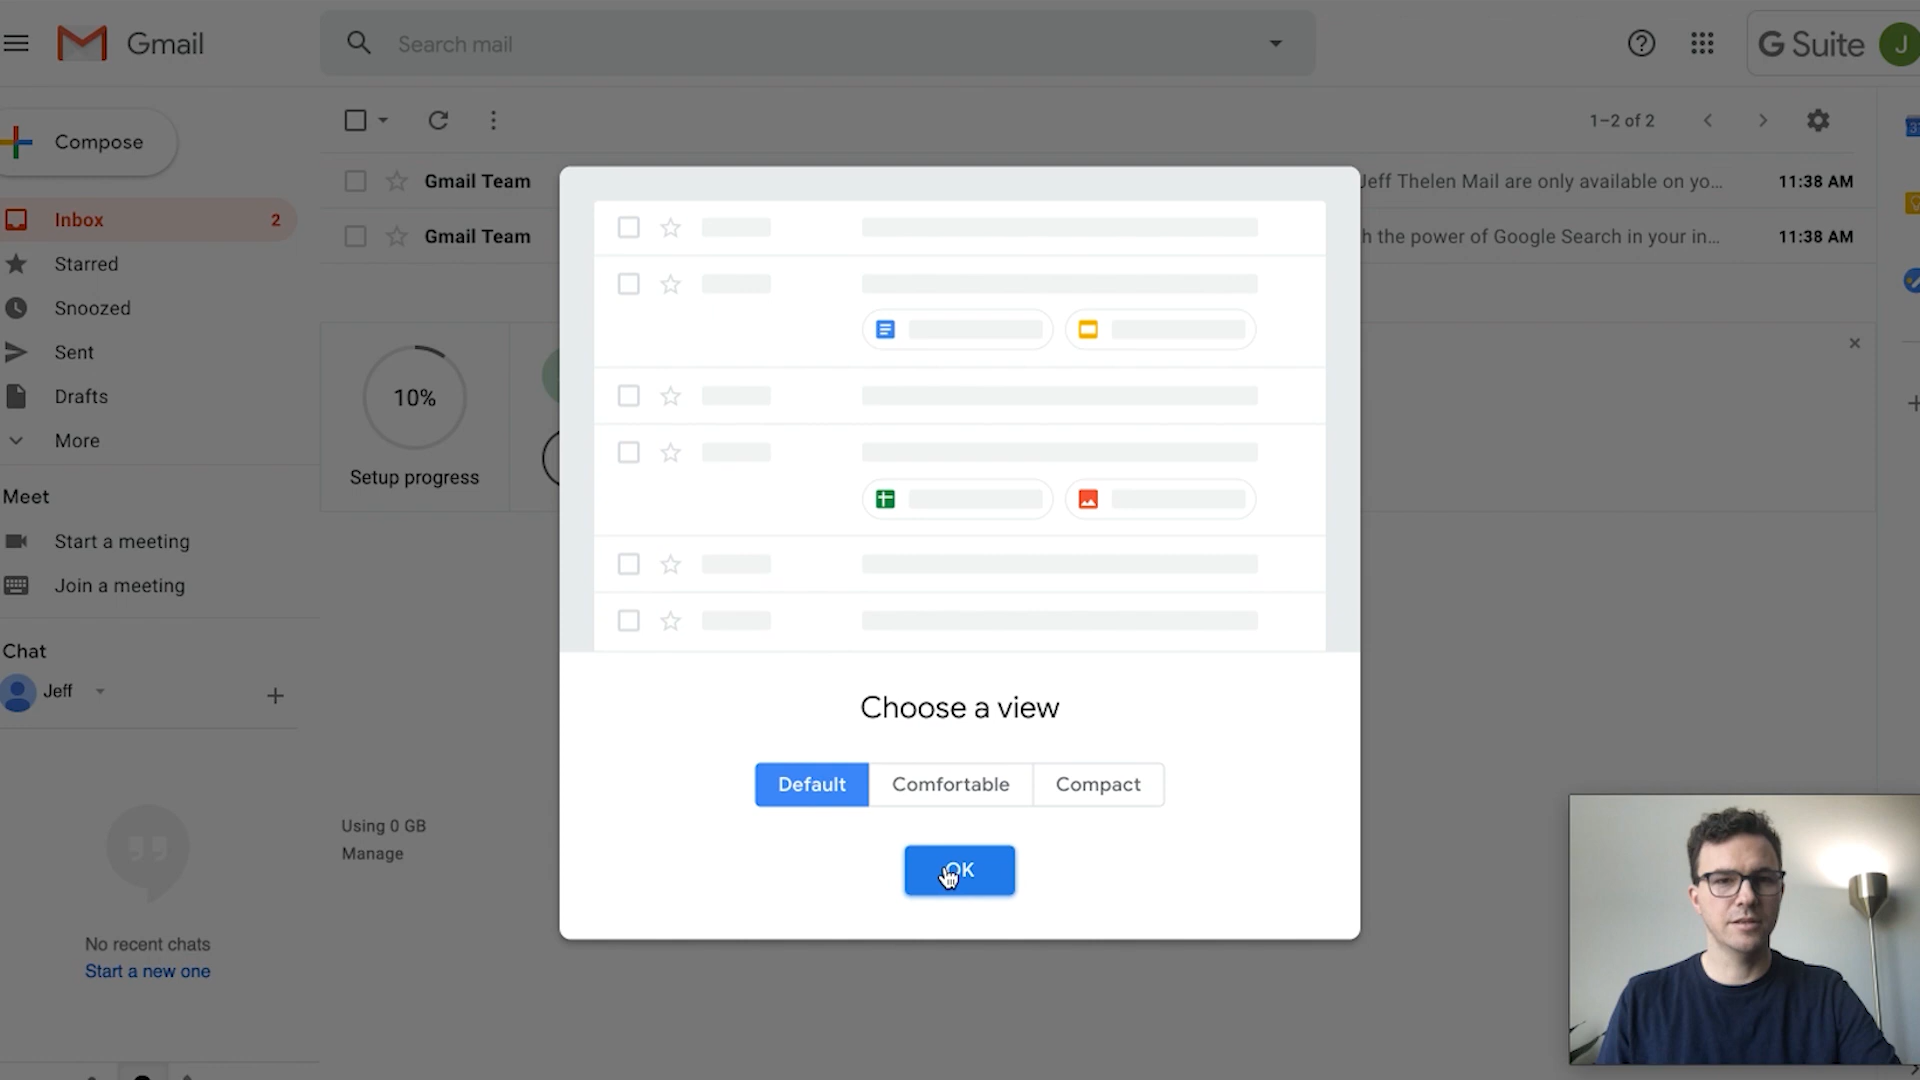 Gmail
Search mail
G Suite
J
Compose
1–2 of 2
Inbox
2
Gmail Team
Jeff Thelen Mail are only available on yo...
11:38 AM
Gmail Team
h the power of Google Search in your in...
11:38 AM
Starred
Snoozed
Sent
Drafts
More
10%
Setup progress
Meet
Start a meeting
Join a meeting
Chat
Jeff
Choose a view
Default
Comfortable
Compact
OK
Using 0 GB
Manage
No recent chats
Start a new one